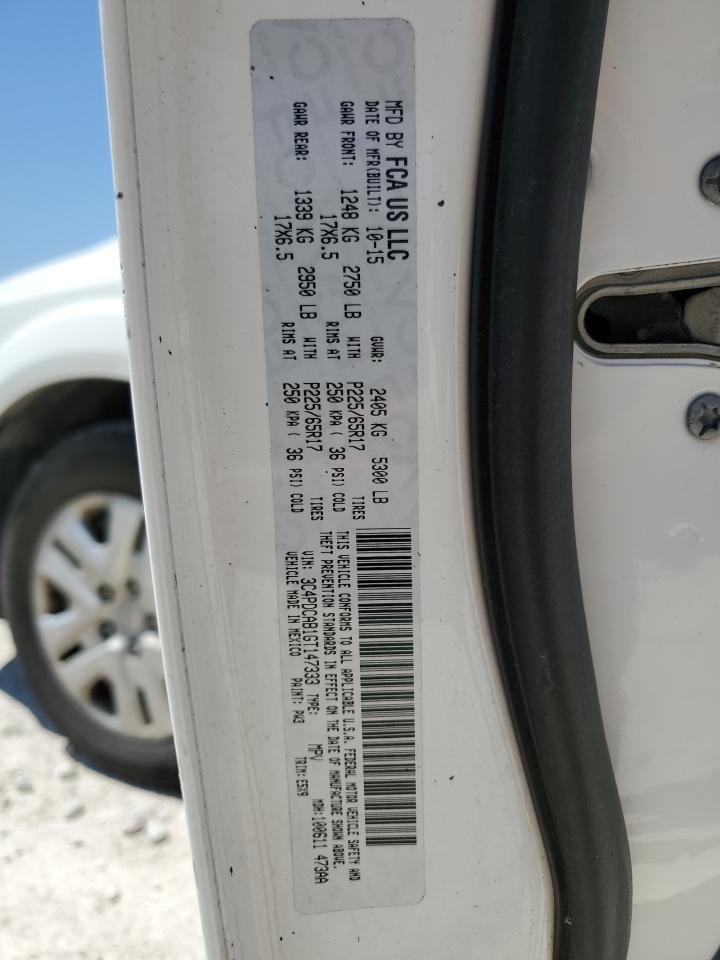 MFD BY FCA US LLC
DATE OF MFR(BUILT): 10-15 GVWR: 2405 KG 5300 LB
GAWR FRONT: 1248 KG 2750 LB WITH P225/65R17 TIRES
17X6.5 RIMS AT 250 KPA ( 36 PSI) COLD
GAWR REAR: 1339 KG 2950 LB WITH P225/65R17 TIRES
17X6.5 RIMS AT 250 KPA ( 36 PSI) COLD
THIS VEHICLE CONFORMS TO ALL APPLICABLE U.S.A. FEDERAL MOTOR VEHICLE SAFETY AND
THEFT PREVENTION STANDARDS IN EFFECT ON THE DATE OF MANUFACTURE SHOWN ABOVE.
VIN: 3C4PDCAB1GT147333 TYPE: MPV MDH:100611 473AA
VEHICLE MADE IN MEXICO PAINT: PW3 TRIM: E5X9